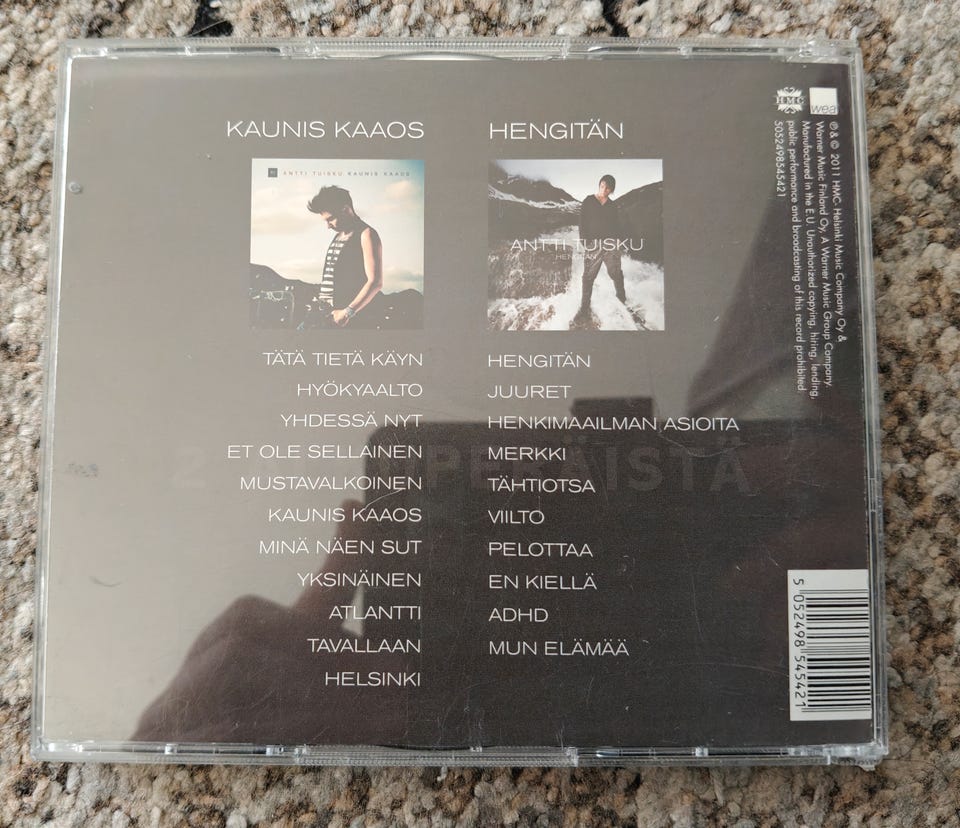 KAUNIS KAAOS
ANTTI TUISKU KAUNIS KAAOS
TÄTÄ TIETÄ KÄYN
HYÖKYAALTO
YHDESSÄ NYT
ET OLE SELLAINEN
MUSTAVALKOINEN
KAUNIS KAAOS
MINÄ NÄEN SUT
YKSINÄINEN
ATLANTTI
TAVALLAAN
HELSINKI
HENGITÄN
ANTTI TUISKU
HENGITÄN
HENGITÄN
JUURET
HENKIMAAILMAN ASIOITA
MERKKI
TÄHTIOTSA
VIILTO
PELOTTAA
EN KIELLÄ
ADHD
MUN ELÄMÄÄ
2 ALKUPERÄISTÄ
HMC
wea
℗ & © 2011 HMC. Helsinki Music Company Oy &
Warner Music Finland Oy, A Warner Music Group Company.
Manufactured in the E.U. Unauthorized copying, hiring, lending,
public performance and broadcasting of this record prohibited
5052498545421
5 052498 545421